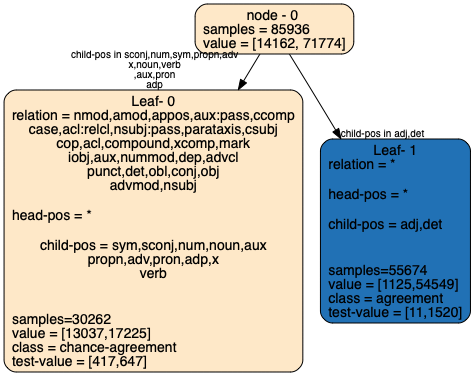 node - 0
samples = 85936
value = [14162, 71774]
child-pos in sconj,num,sym,propn,adv
x,noun,verb
,aux,pron
adp
child-pos in adj,det
Leaf- 0
relation = nmod,amod,appos,aux:pass,ccomp
case,acl:relcl,nsubj:pass,parataxis,csubj
cop,acl,compound,xcomp,mark
iobj,aux,nummod,dep,advcl
punct,det,obl,conj,obj
advmod,nsubj
head-pos = *
child-pos = sym,sconj,num,noun,aux
propn,adv,pron,adp,x
verb
samples=30262
value = [13037,17225]
class = chance-agreement
test-value = [417,647]
Leaf- 1
relation = *
head-pos = *
child-pos = adj,det
samples=55674
value = [1125,54549]
class = agreement
test-value = [11,1520]